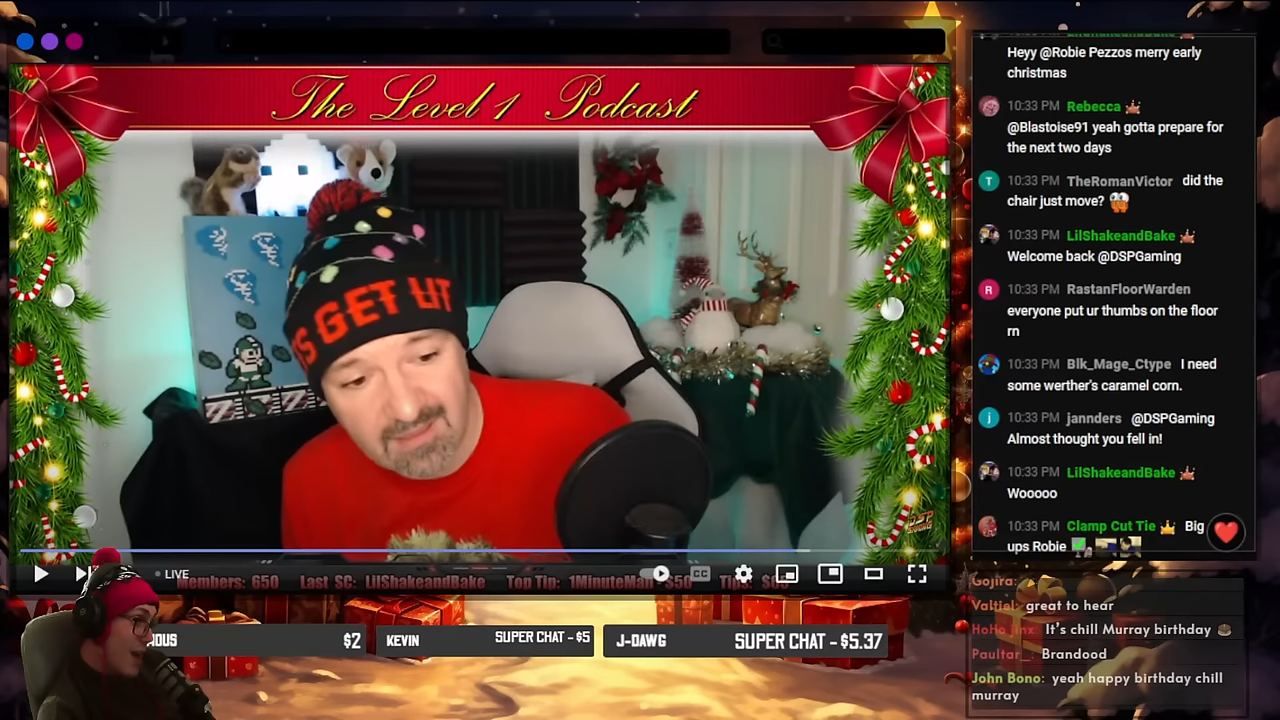 The Level 1 Podcast
S GET UT
Heyy @Robie Pezzos merry early
christmas
10:33 PM Rebecca
@Blastoise91 yeah gotta prepare for
the next two days
T 10:33 PM TheRomanVictor did the
chair just move?
10:33 PM LilShakeandBake
Welcome back @DSPGaming
R 10:33 PM RastanFloorWarden
everyone put ur thumbs on the floor
rn
10:33 PM Blk_Mage_Ctype I need
some werther's caramel corn.
j 10:33 PM jannders @DSPGaming
Almost thought you fell in!
10:33 PM LilShakeandBake
Wooooo
10:33 PM Clamp Cut Tie Big
ups Robie
LIVE
CC
Members: 650 Last SC: LilShakeandBake Top Tip: 1MinuteMan $50 Tips:
IOUS $2 KEVIN SUPER CHAT - $5 J-DAWG SUPER CHAT - $5.37
Gojira:
Valtiel: great to hear
HoHo Jinx: It's chill Murray birthday
Paultar_: Brandood
John Bono: yeah happy birthday chill
murray